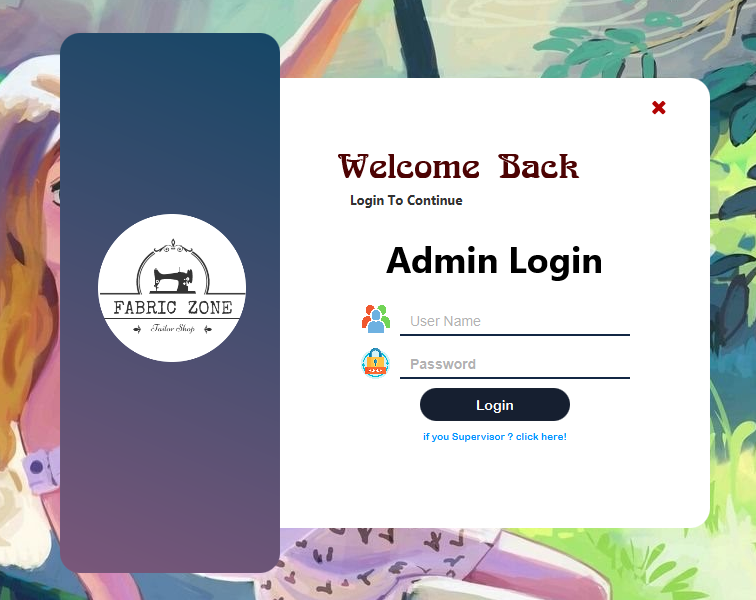 FABRIC ZONE
Tailor Shop
Welcome Back
Login To Continue
Admin Login
User Name
Password
Login
if you Supervisor ? click here!